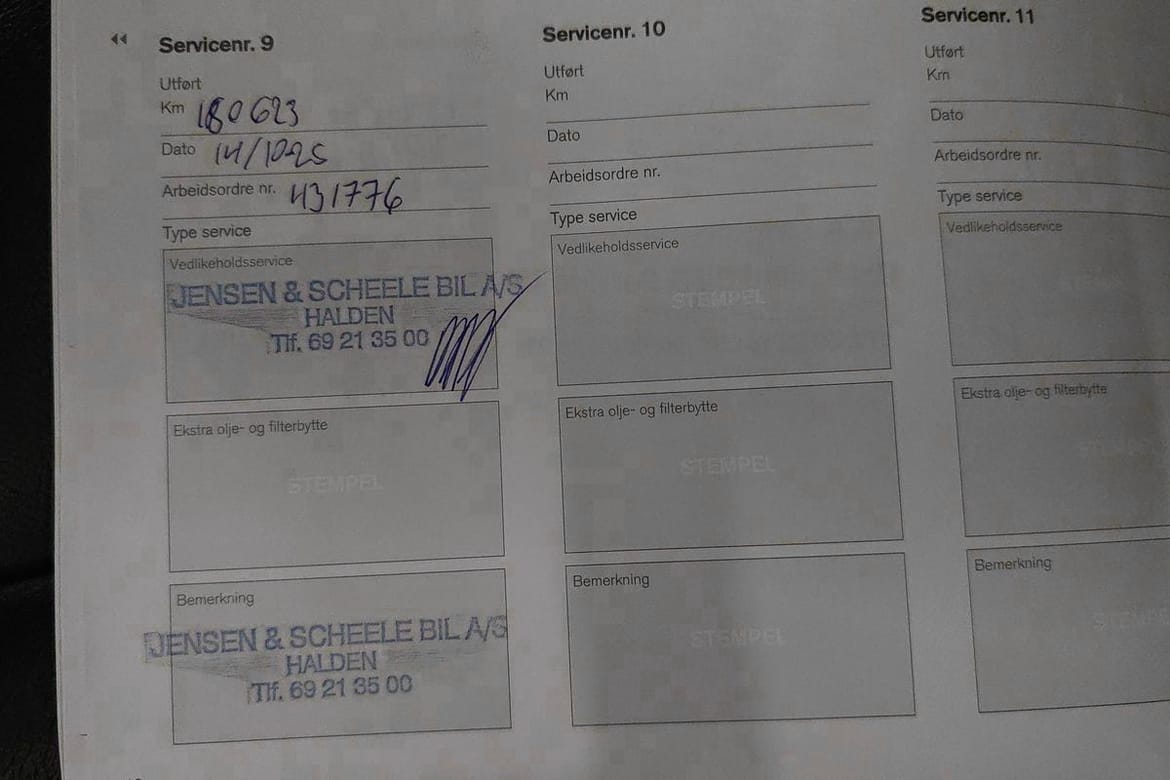 Servicenr. 9
Utført
Km 180623
Dato 14/1025
Arbeidsordre nr. 431776
Type service
Vedlikeholdsservice
JENSEN & SCHEELE BIL A/S
HALDEN
Tlf. 69 21 35 00
Ekstra olje- og filterbytte
STEMPEL
Bemerkning
JENSEN & SCHEELE BIL A/S
HALDEN
Tlf. 69 21 35 00
Servicenr. 10
Utført
Km
Dato
Arbeidsordre nr.
Type service
Vedlikeholdsservice
STEMPEL
Ekstra olje- og filterbytte
STEMPEL
Bemerkning
STEMPEL
Servicenr. 11
Utført
Km
Dato
Arbeidsordre nr.
Type service
Vedlikeholdsservice
Ekstra olje- og filterbytte
Bemerkning